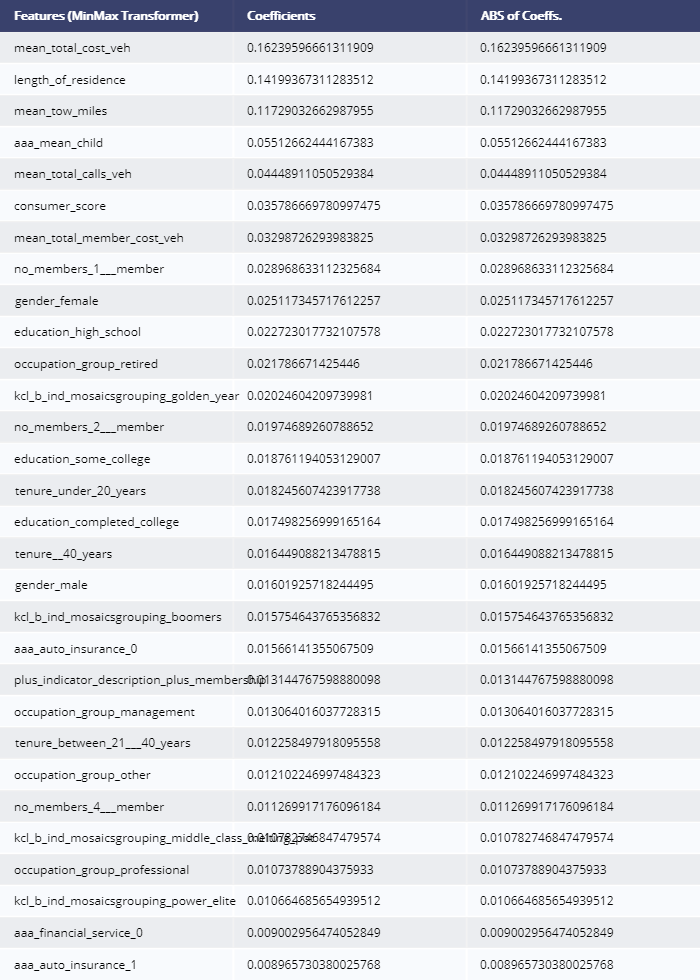 Features (MinMax Transformer) Coefficients ABS of Coeffs.
mean_total_cost_veh 0.16239596661311909 0.16239596661311909
length_of_residence 0.14199367311283512 0.14199367311283512
mean_tow_miles 0.11729032662987955 0.11729032662987955
aaa_mean_child 0.05512662444167383 0.05512662444167383
mean_total_calls_veh 0.04448911050529384 0.04448911050529384
consumer_score 0.035786669780997475 0.035786669780997475
mean_total_member_cost_veh 0.03298726293983825 0.03298726293983825
no_members_1___member 0.028968633112325684 0.028968633112325684
gender_female 0.025117345717612257 0.025117345717612257
education_high_school 0.022723017732107578 0.022723017732107578
occupation_group_retired 0.021786671425446 0.021786671425446
kcl_b_ind_mosaicsgrouping_golden_year 0.02024604209739981 0.02024604209739981
no_members_2___member 0.01974689260788652 0.01974689260788652
education_some_college 0.018761194053129007 0.018761194053129007
tenure_under_20_years 0.018245607423917738 0.018245607423917738
education_completed_college 0.017498256999165164 0.017498256999165164
tenure__40_years 0.016449088213478815 0.016449088213478815
gender_male 0.01601925718244495 0.01601925718244495
kcl_b_ind_mosaicsgrouping_boomers 0.015754643765356832 0.015754643765356832
aaa_auto_insurance_0 0.01566141355067509 0.01566141355067509
plus_indicator_description_plus_membership 0.013144767598880098 0.013144767598880098
occupation_group_management 0.013064016037728315 0.013064016037728315
tenure_between_21___40_years 0.012258497918095558 0.012258497918095558
occupation_group_other 0.012102246997484323 0.012102246997484323
no_members_4___member 0.011269917176096184 0.011269917176096184
kcl_b_ind_mosaicsgrouping_middle_class_melting_pot 0.010782746847479574 0.010782746847479574
occupation_group_professional 0.01073788904375933 0.01073788904375933
kcl_b_ind_mosaicsgrouping_power_elite 0.010664685654939512 0.010664685654939512
aaa_financial_service_0 0.009002956474052849 0.009002956474052849
aaa_auto_insurance_1 0.008965730380025768 0.008965730380025768